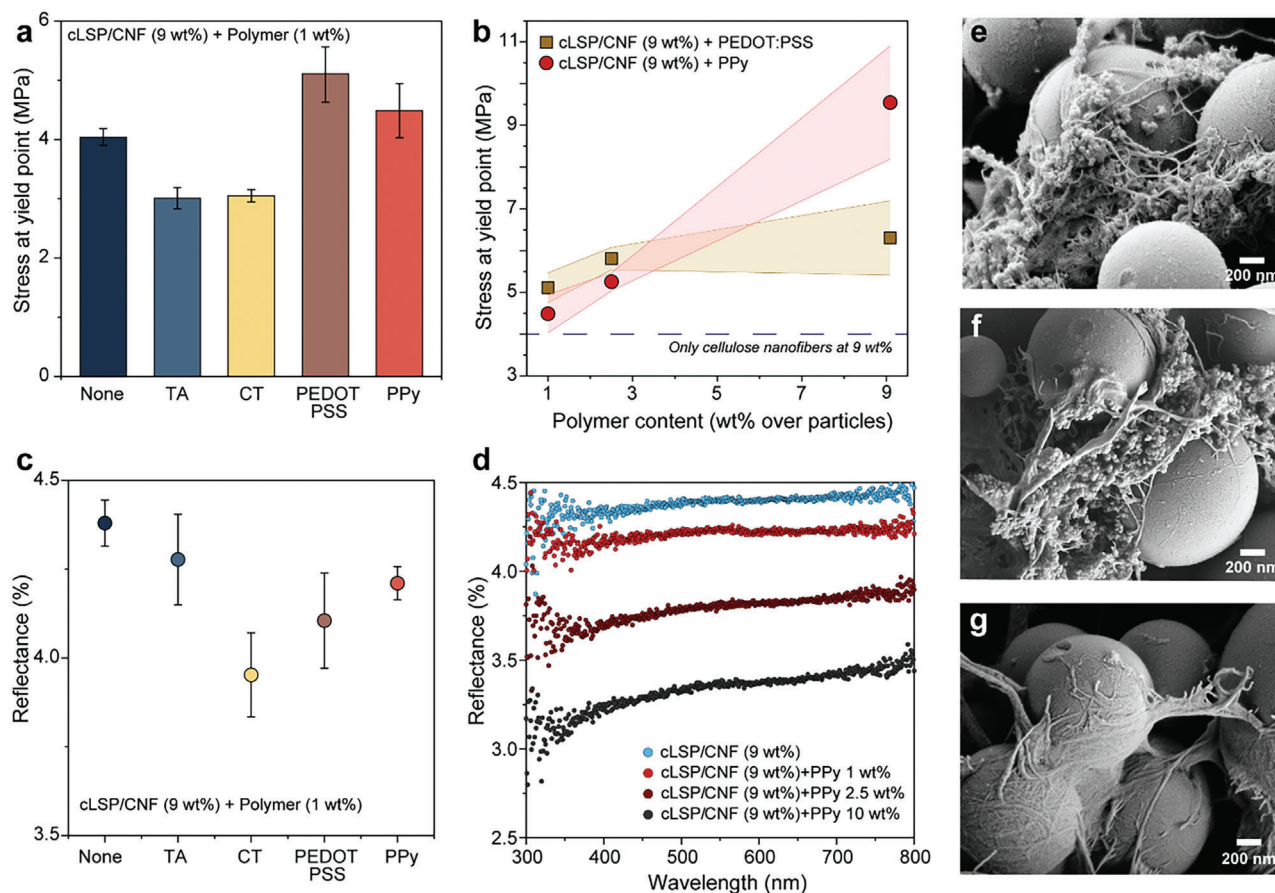 a
cLSP/CNF (9 wt%) + Polymer (1 wt%)
Stress at yield point (MPa)
6
4
2
0
None
TA
CT
PEDOT
PSS
PPy
b
cLSP/CNF (9 wt%) + PEDOT:PSS
cLSP/CNF (9 wt%) + PPy
Stress at yield point (MPa)
11
9
7
5
3
Only cellulose nanofibers at 9 wt%
1
3
5
7
9
Polymer content (wt% over particles)
c
Reflectance (%)
4.5
4.0
3.5
cLSP/CNF (9 wt%) + Polymer (1 wt%)
None
TA
CT
PEDOT
PSS
PPy
d
Reflectance (%)
4.5
4.0
3.5
3.0
2.5
cLSP/CNF (9 wt%)
cLSP/CNF (9 wt%)+PPy 1 wt%
cLSP/CNF (9 wt%)+PPy 2.5 wt%
cLSP/CNF (9 wt%)+PPy 10 wt%
300
400
500
600
700
800
Wavelength (nm)
e
200 nm
f
200 nm
g
200 nm